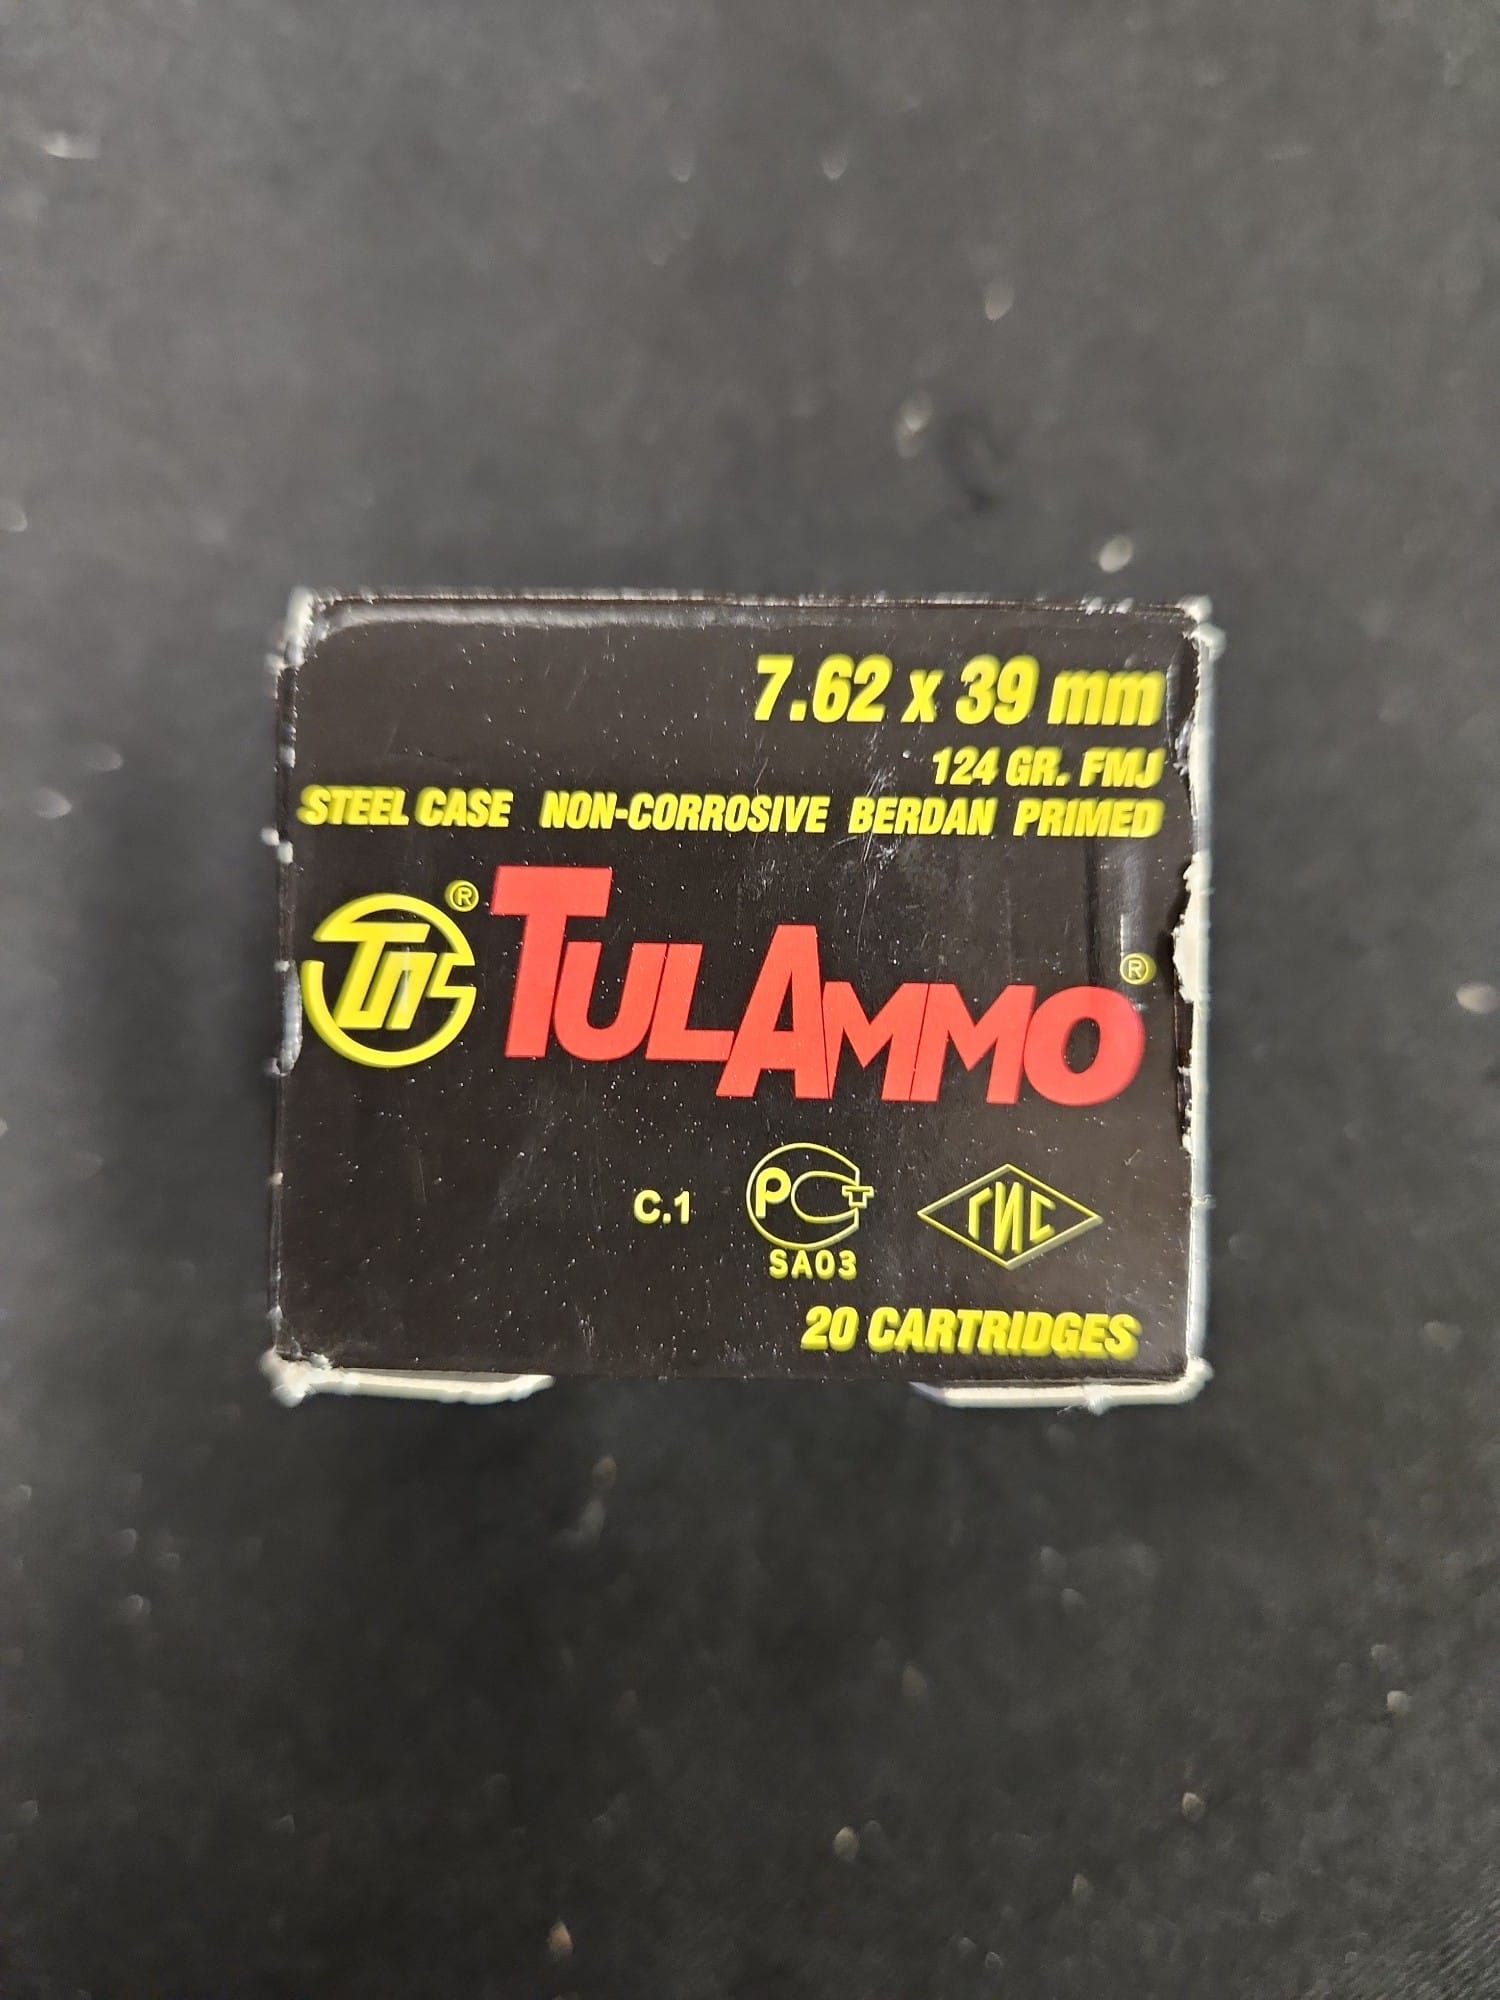 7.62 x 39 mm
124 GR. FMJ
STEEL CASE NON-CORROSIVE BERDAN PRIMED
® TULAMMO ®
C.1 РСТ ГИС
SA03
20 CARTRIDGES